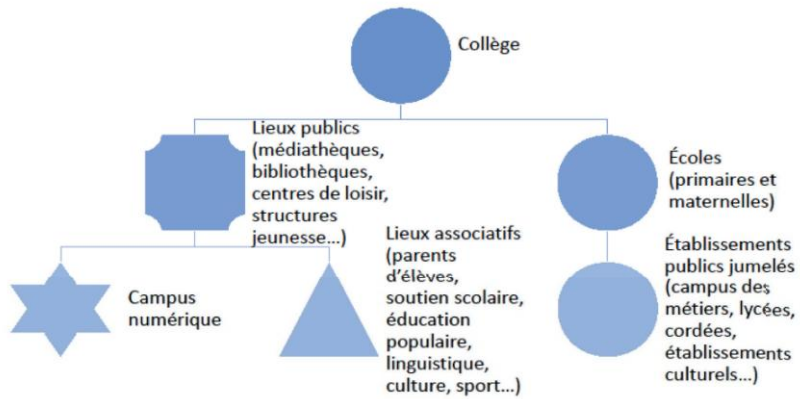 Collège
Lieux publics
(médiathèques,
bibliothèques,
centres de loisir,
structures
jeunesse...)
Écoles
(primaires et
maternelles)
Campus
numérique
Lieux associatifs
(parents
d'élèves,
soutien scolaire,
éducation
populaire,
linguistique,
culture, sport...)
Établissements
publics jumelés
(campus des
métiers, lycées,
cordées,
établissements
culturels...)